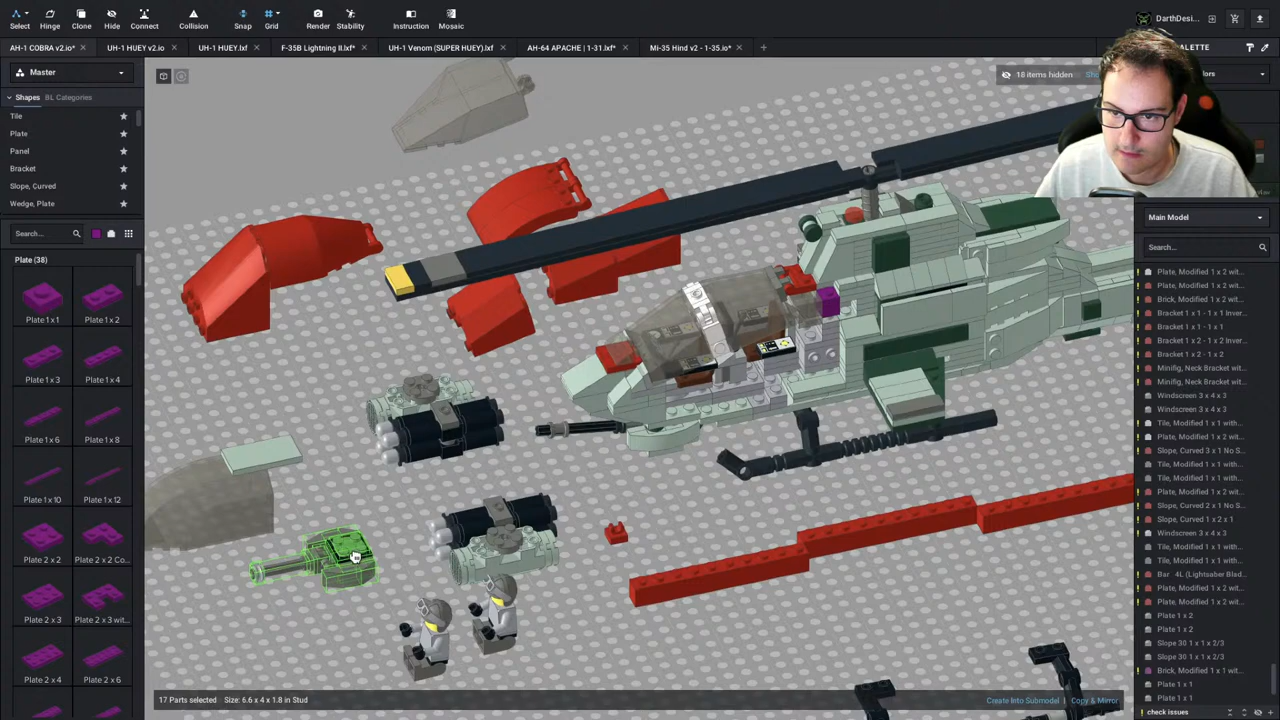 Select
Hinge
Clone
Hide
Connect
Collision
Snap
Grid
Render
Stability
Instruction
Mosaic
DarthDesi...
AH-1 COBRA v2.io*
UH-1 HUEY v2.io
UH-1 HUEY.lxf
F-35B Lightning II.lxf*
UH-1 Venom (SUPER HUEY).lxf
AH-64 APACHE | 1-31.lxf*
Mi-35 Hind v2 - 1-35.io*
Master
18 items hidden
Shapes
BL Categories
Tile
Plate
Panel
Bracket
Slope, Curved
Wedge, Plate
Search...
Plate (38)
Plate 1x1
Plate 1 x 2
Plate 1x3
Plate 1 x 4
Plate 1x6
Plate 1 x 8
Plate 1x10
Plate 1 x 12
Plate 2 x 2
Plate 2 x 2 Co...
Plate 2 x 3
Plate 2 x 3 wit...
Plate 2 x 4
Plate 2 x 6
Main Model
Search...
Plate, Modified 1 x 2 wit...
Plate, Modified 1 x 2 wit...
Brick, Modified 1 x 2 wit...
Bracket 1 x 1 - 1 x 1 Inver...
Bracket 1 x 1 - 1 x 1
Bracket 1 x 2 - 1 x 2 Inver...
Bracket 1 x 2 - 1 x 2
Minifig, Neck Bracket wit...
Minifig, Neck Bracket wit...
Windscreen 3 x 4 x 3
Windscreen 3 x 4 x 3
Tile, Modified 1 x 1 wit...
Plate, Modified 1 x 2 wit...
Slope, Curved 3 x 1 No S...
Tile, Modified 1 x 1 with...
Tile, Modified 1 x 1 with...
Plate, Modified 1 x 2 wit...
Slope, Curved 2 x 1 No S...
Slope, Curved 1 x 2 x 1
Windscreen 3 x 4 x 3
Tile, Modified 1 x 1 with...
Tile, Modified 1 x 1 with...
Bar 4L (Lightsaber Blad...
Plate, Modified 1 x 2 wit...
Plate, Modified 1 x 2 wit...
Plate 1 x 2
Plate 1 x 2
Slope 30 1 x 1 x 2/3
Slope 30 1 x 1 x 2/3
Brick, Modified 1 x 1 wit...
Plate 1 x 1
Plate 1 x 1
check issues
17 Parts selected
Size: 6.6 x 4 x 1.8 in Stud
Create Into Submodel
Copy & Mirror